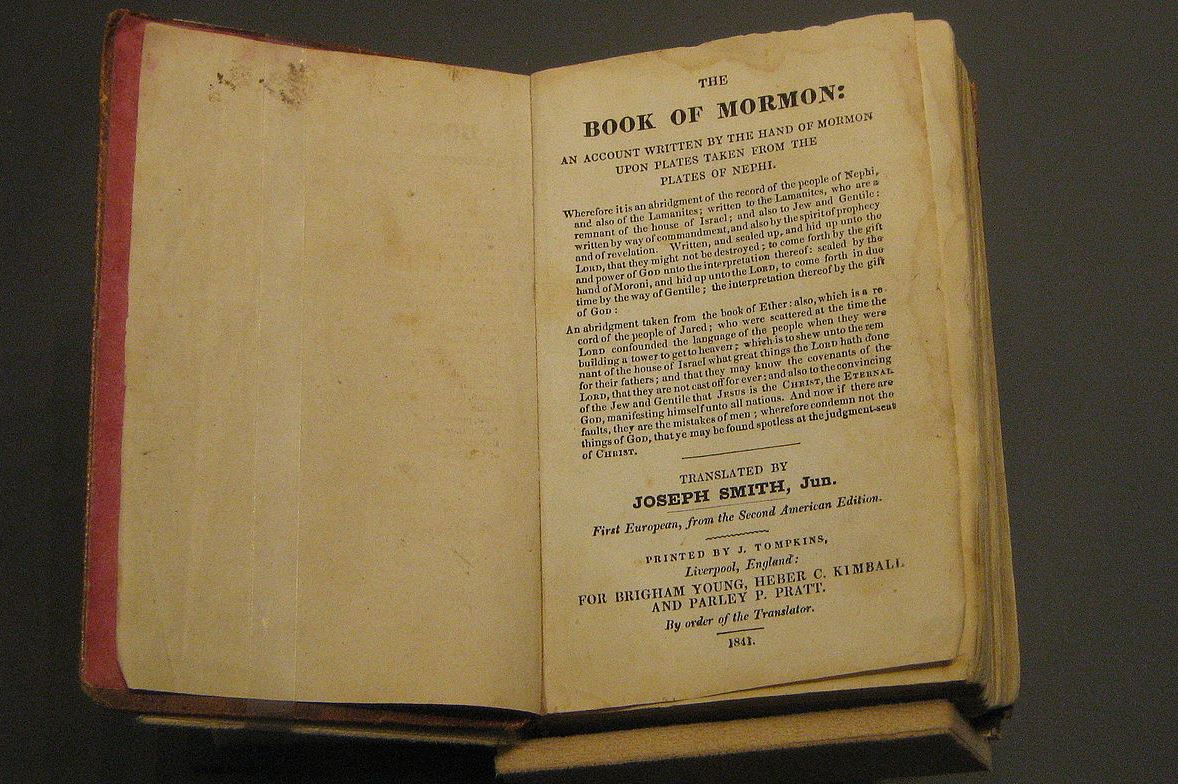 THE
BOOK OF MORMON:
AN ACCOUNT WRITTEN BY THE HAND OF MORMON
UPON PLATES TAKEN FROM THE
PLATES OF NEPHI.
Wherefore it is an abridgment of the record of the people of Nephi,
and also of the Lamanites; written to the Lamanites, who are a
remnant of the house of Israel; and also to Jew and Gentile:
written by way of commandment, and also by the spirit of prophecy
and of revelation. Written, and sealed up, and hid up unto the
LORD, that they might not be destroyed; to come forth by the gift
and power of GOD unto the interpretation thereof: sealed by the
hand of Moroni, and hid up unto the LORD, to come forth in due
time by the way of Gentile; the interpretation thereof by the gift
of GOD:
An abridgment taken from the book of Ether: also, which is a re
cord of the people of Jared; who were scattered at the time the
LORD confounded the language of the people when they were
building a tower to get to heaven; which is to shew unto the rem
nant of the house of Israel what great things the LORD hath done
for their fathers; and that they may know the covenants of the
LORD, that they are not cast off for ever: and also to the convincing
of the Jew and Gentile that JESUS is the CHRIST, the ETERNAL
GOD, manifesting himself unto all nations. And now if there are
faults, they are the mistakes of men; wherefore condemn not the
things of GOD, that ye may be found spotless at the judgment-seat
of CHRIST.
TRANSLATED BY
JOSEPH SMITH, Jun.
First European, from the Second American Edition.
PRINTED BY J. TOMPKINS,
Liverpool, England:
FOR BRIGHAM YOUNG, HEBER C. KIMBALL
AND PARLEY P. PRATT.
By order of the Translator.
1841.